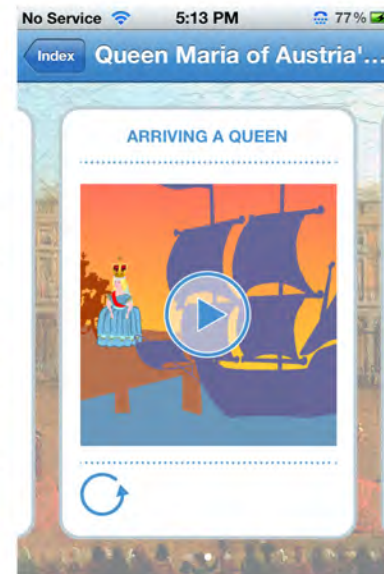 No Service 5:13 PM 77%
Index Queen Maria of Austria'...
ARRIVING A QUEEN